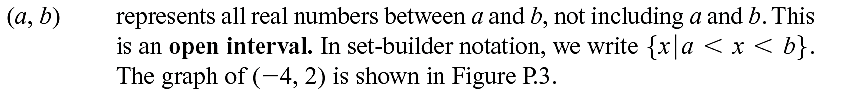 (a, b) represents all real numbers between a and b, not including a and b. This
is an open interval. In set-builder notation, we write {x|a < x < b}.
The graph of (−4, 2) is shown in Figure P.3.